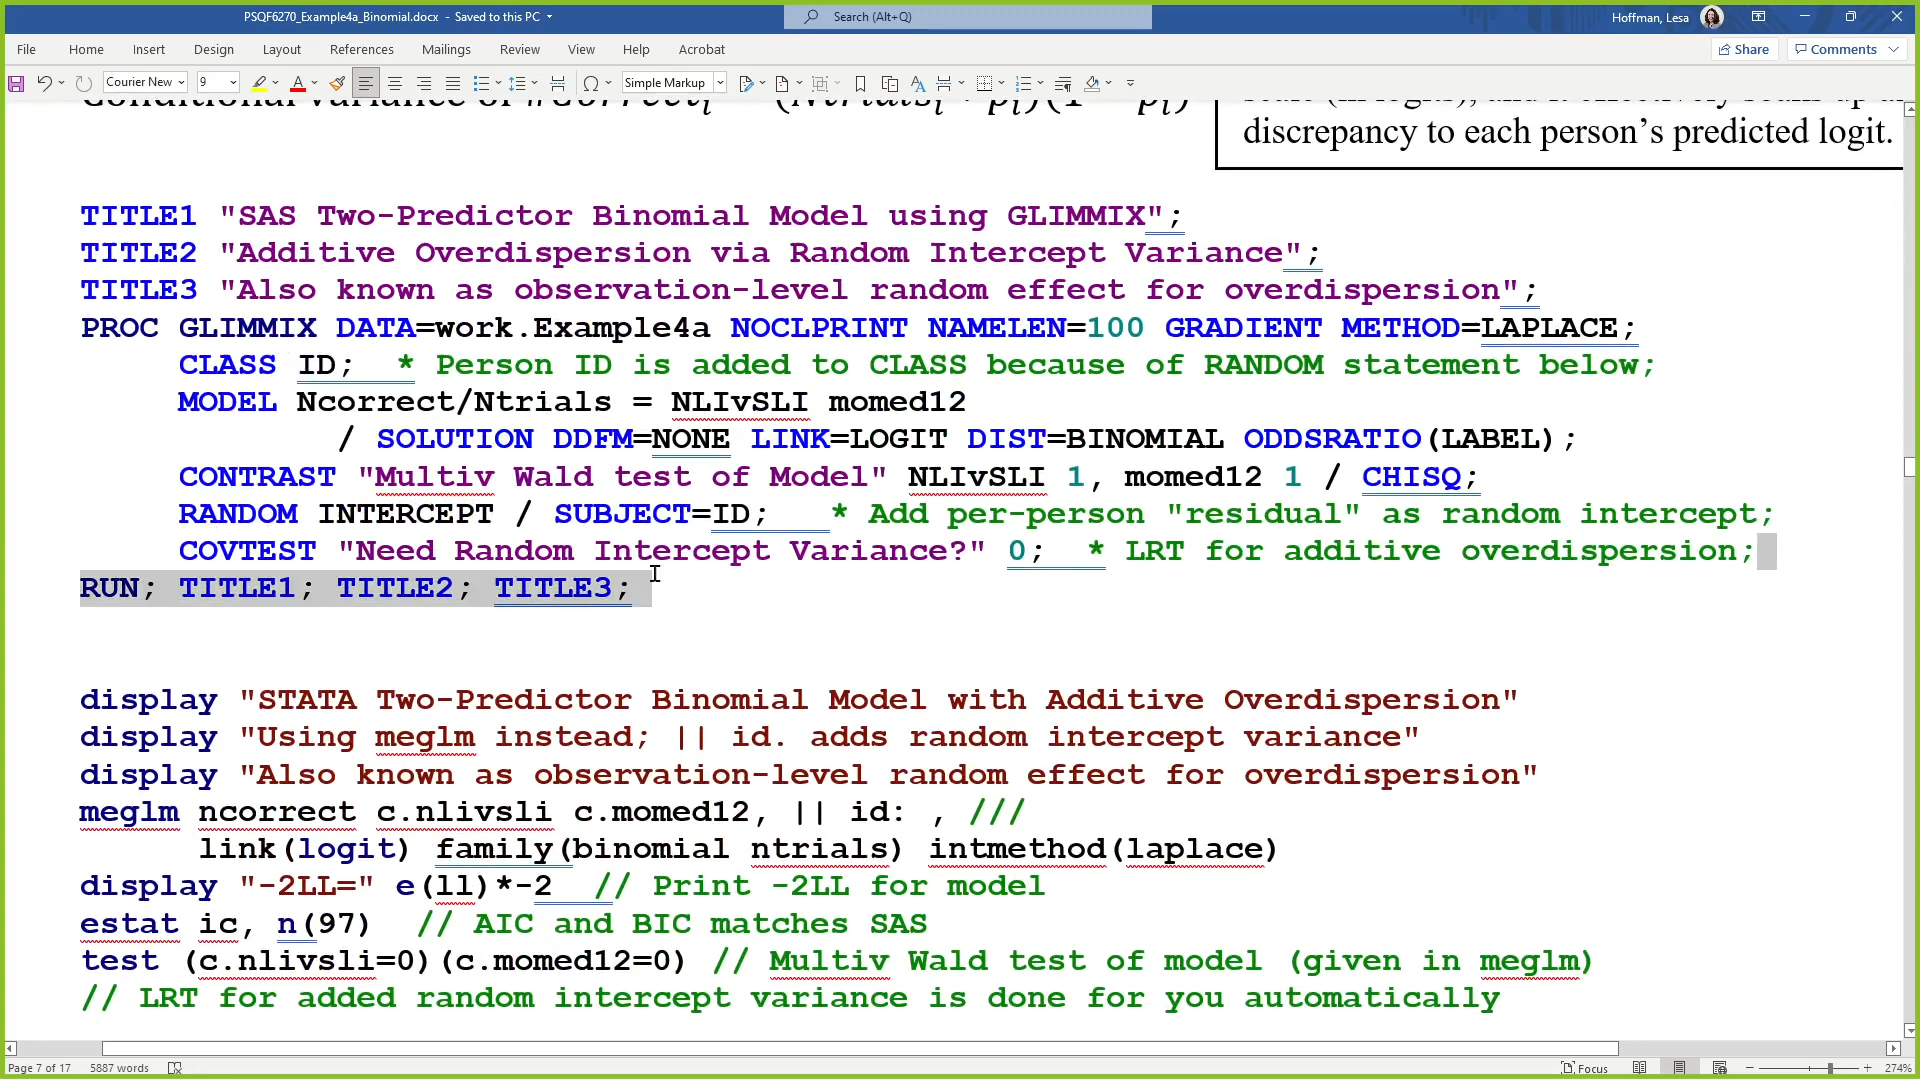 PSQF6270_Example4a_Binomial.docx - Saved to this PC
Search (Alt+Q)
Hoffman, Lesa
File Home Insert Design Layout References Mailings Review View Help Acrobat
Share Comments
Courier New 9 Simple Markup
discrepancy to each person's predicted logit.
TITLE1 "SAS Two-Predictor Binomial Model using GLIMMIX";
TITLE2 "Additive Overdispersion via Random Intercept Variance";
TITLE3 "Also known as observation-level random effect for overdispersion";
PROC GLIMMIX DATA=work.Example4a NOCLPRINT NAMELEN=100 GRADIENT METHOD=LAPLACE;
CLASS ID; * Person ID is added to CLASS because of RANDOM statement below;
MODEL Ncorrect/Ntrials = NLIvSLI momed12
/ SOLUTION DDFM=NONE LINK=LOGIT DIST=BINOMIAL ODDSRATIO(LABEL);
CONTRAST "Multiv Wald test of Model" NLIvSLI 1, momed12 1 / CHISQ;
RANDOM INTERCEPT / SUBJECT=ID; * Add per-person "residual" as random intercept;
COVTEST "Need Random Intercept Variance?" 0; * LRT for additive overdispersion;
RUN; TITLE1; TITLE2; TITLE3;
display "STATA Two-Predictor Binomial Model with Additive Overdispersion"
display "Using meglm instead; || id. adds random intercept variance"
display "Also known as observation-level random effect for overdispersion"
meglm ncorrect c.nlivsli c.momed12, || id: , ///
link(logit) family(binomial ntrials) intmethod(laplace)
display "-2LL=" e(ll)*-2 // Print -2LL for model
estat ic, n(97) // AIC and BIC matches SAS
test (c.nlivsli=0)(c.momed12=0) // Multiv Wald test of model (given in meglm)
// LRT for added random intercept variance is done for you automatically
Page 7 of 17 5887 words Focus 274%